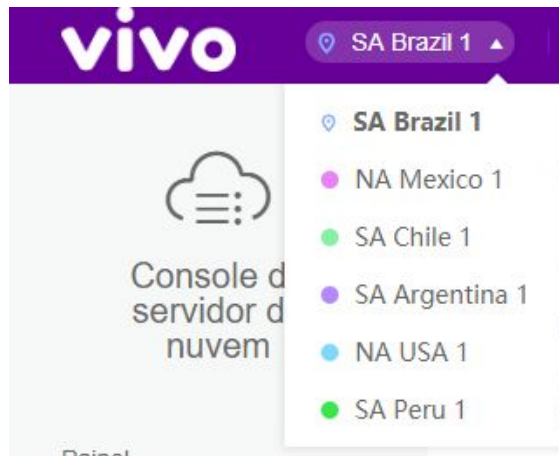 vivo
SA Brazil 1
SA Brazil 1
NA Mexico 1
SA Chile 1
SA Argentina 1
NA USA 1
SA Peru 1
Console d
servidor d
nuvem